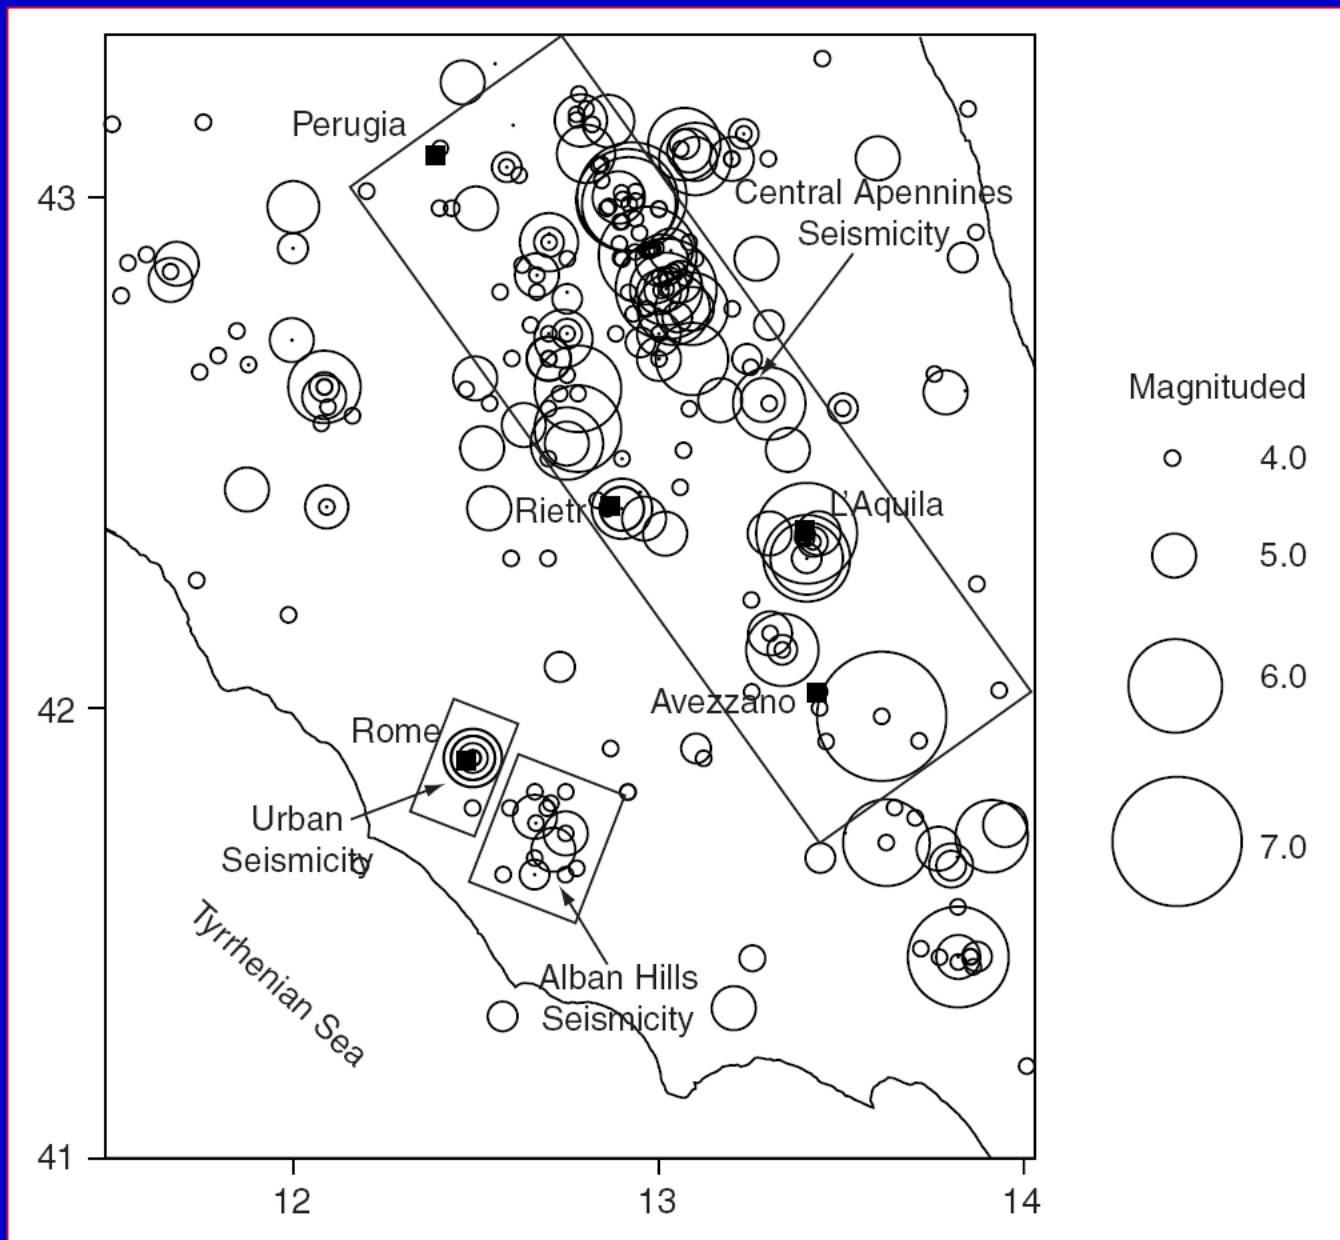 Perugia
43
Central Apennines
Seismicity
Magnituded
4.0
L'Aquila
Rietr
5.0
6.0
Avezzano
42
Rome
Urban
Seismicity
7.0
Tyrrhenian Sea
Alban Hills
Seismicity
41
12
13
14